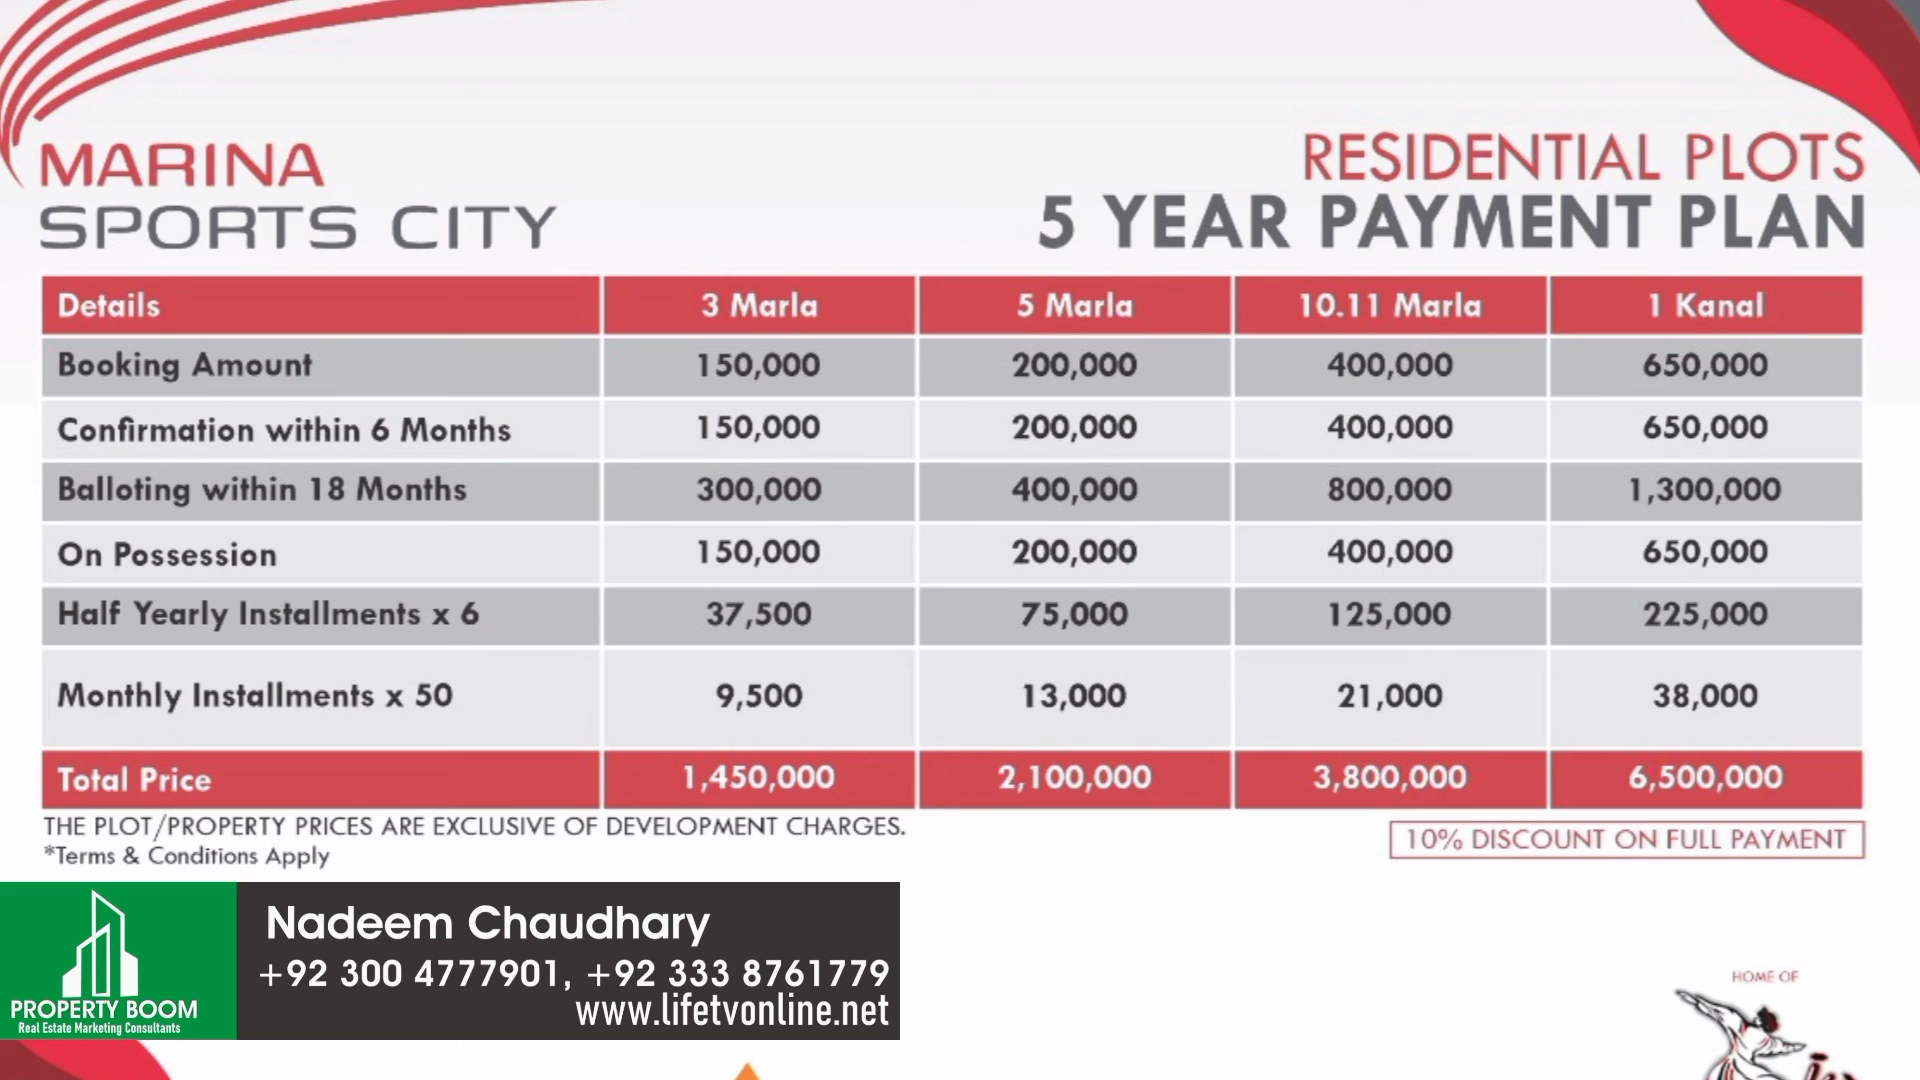 MARINA
SPORTS CITY
RESIDENTIAL PLOTS
5 YEAR PAYMENT PLAN
Details 3 Marla 5 Marla 10.11 Marla 1 Kanal
Booking Amount 150,000 200,000 400,000 650,000
Confirmation within 6 Months 150,000 200,000 400,000 650,000
Balloting within 18 Months 300,000 400,000 800,000 1,300,000
On Possession 150,000 200,000 400,000 650,000
Half Yearly Installments x 6 37,500 75,000 125,000 225,000
Monthly Installments x 50 9,500 13,000 21,000 38,000
Total Price 1,450,000 2,100,000 3,800,000 6,500,000
THE PLOT/PROPERTY PRICES ARE EXCLUSIVE OF DEVELOPMENT CHARGES.
*Terms & Conditions Apply
10% DISCOUNT ON FULL PAYMENT
PROPERTY BOOM
Real Estate Marketing Consultants
Nadeem Chaudhary
+92 300 4777901, +92 333 8761779
www.lifetvonline.net
HOME OF